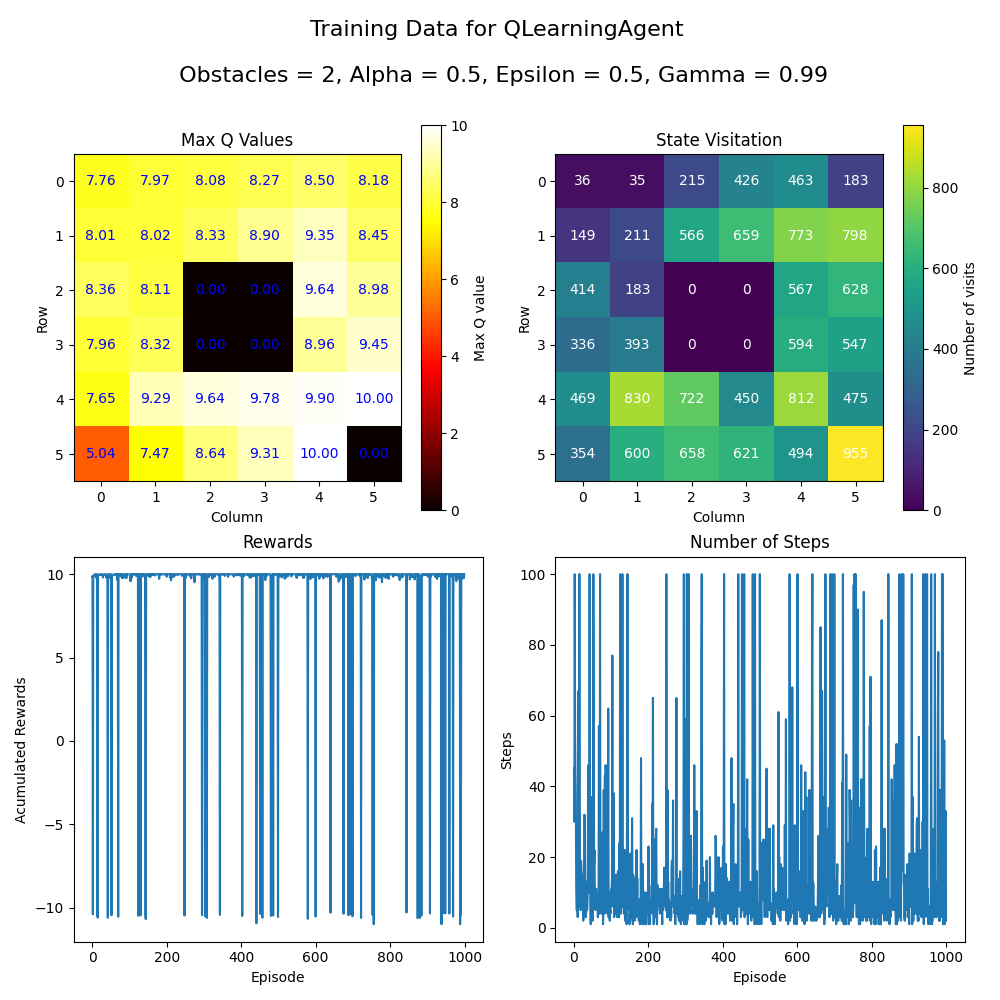 Training Data for QLearningAgent
Obstacles = 2, Alpha = 0.5, Epsilon = 0.5, Gamma = 0.99
Max Q Values
0 7.76 7.97 8.08 8.27 8.50 8.18
1 8.01 8.02 8.33 8.90 9.35 8.45
2 8.36 8.11 0.00 0.00 9.64 8.98
3 7.96 8.32 0.00 0.00 8.96 9.45
4 7.65 9.29 9.64 9.78 9.90 10.00
5 5.04 7.47 8.64 9.31 10.00 0.00
0 1 2 3 4 5
Column
Row
10
8
6
4
2
0
Max Q value
State Visitation
0 36 35 215 426 463 183
1 149 211 566 659 773 798
2 414 183 0 0 567 628
3 336 393 0 0 594 547
4 469 830 722 450 812 475
5 354 600 658 621 494 955
0 1 2 3 4 5
Column
Row
800
600
400
200
0
Number of visits
Rewards
10
5
0
−5
−10
0 200 400 600 800 1000
Episode
Acumulated Rewards
Number of Steps
100
80
60
40
20
0
0 200 400 600 800 1000
Episode
Steps